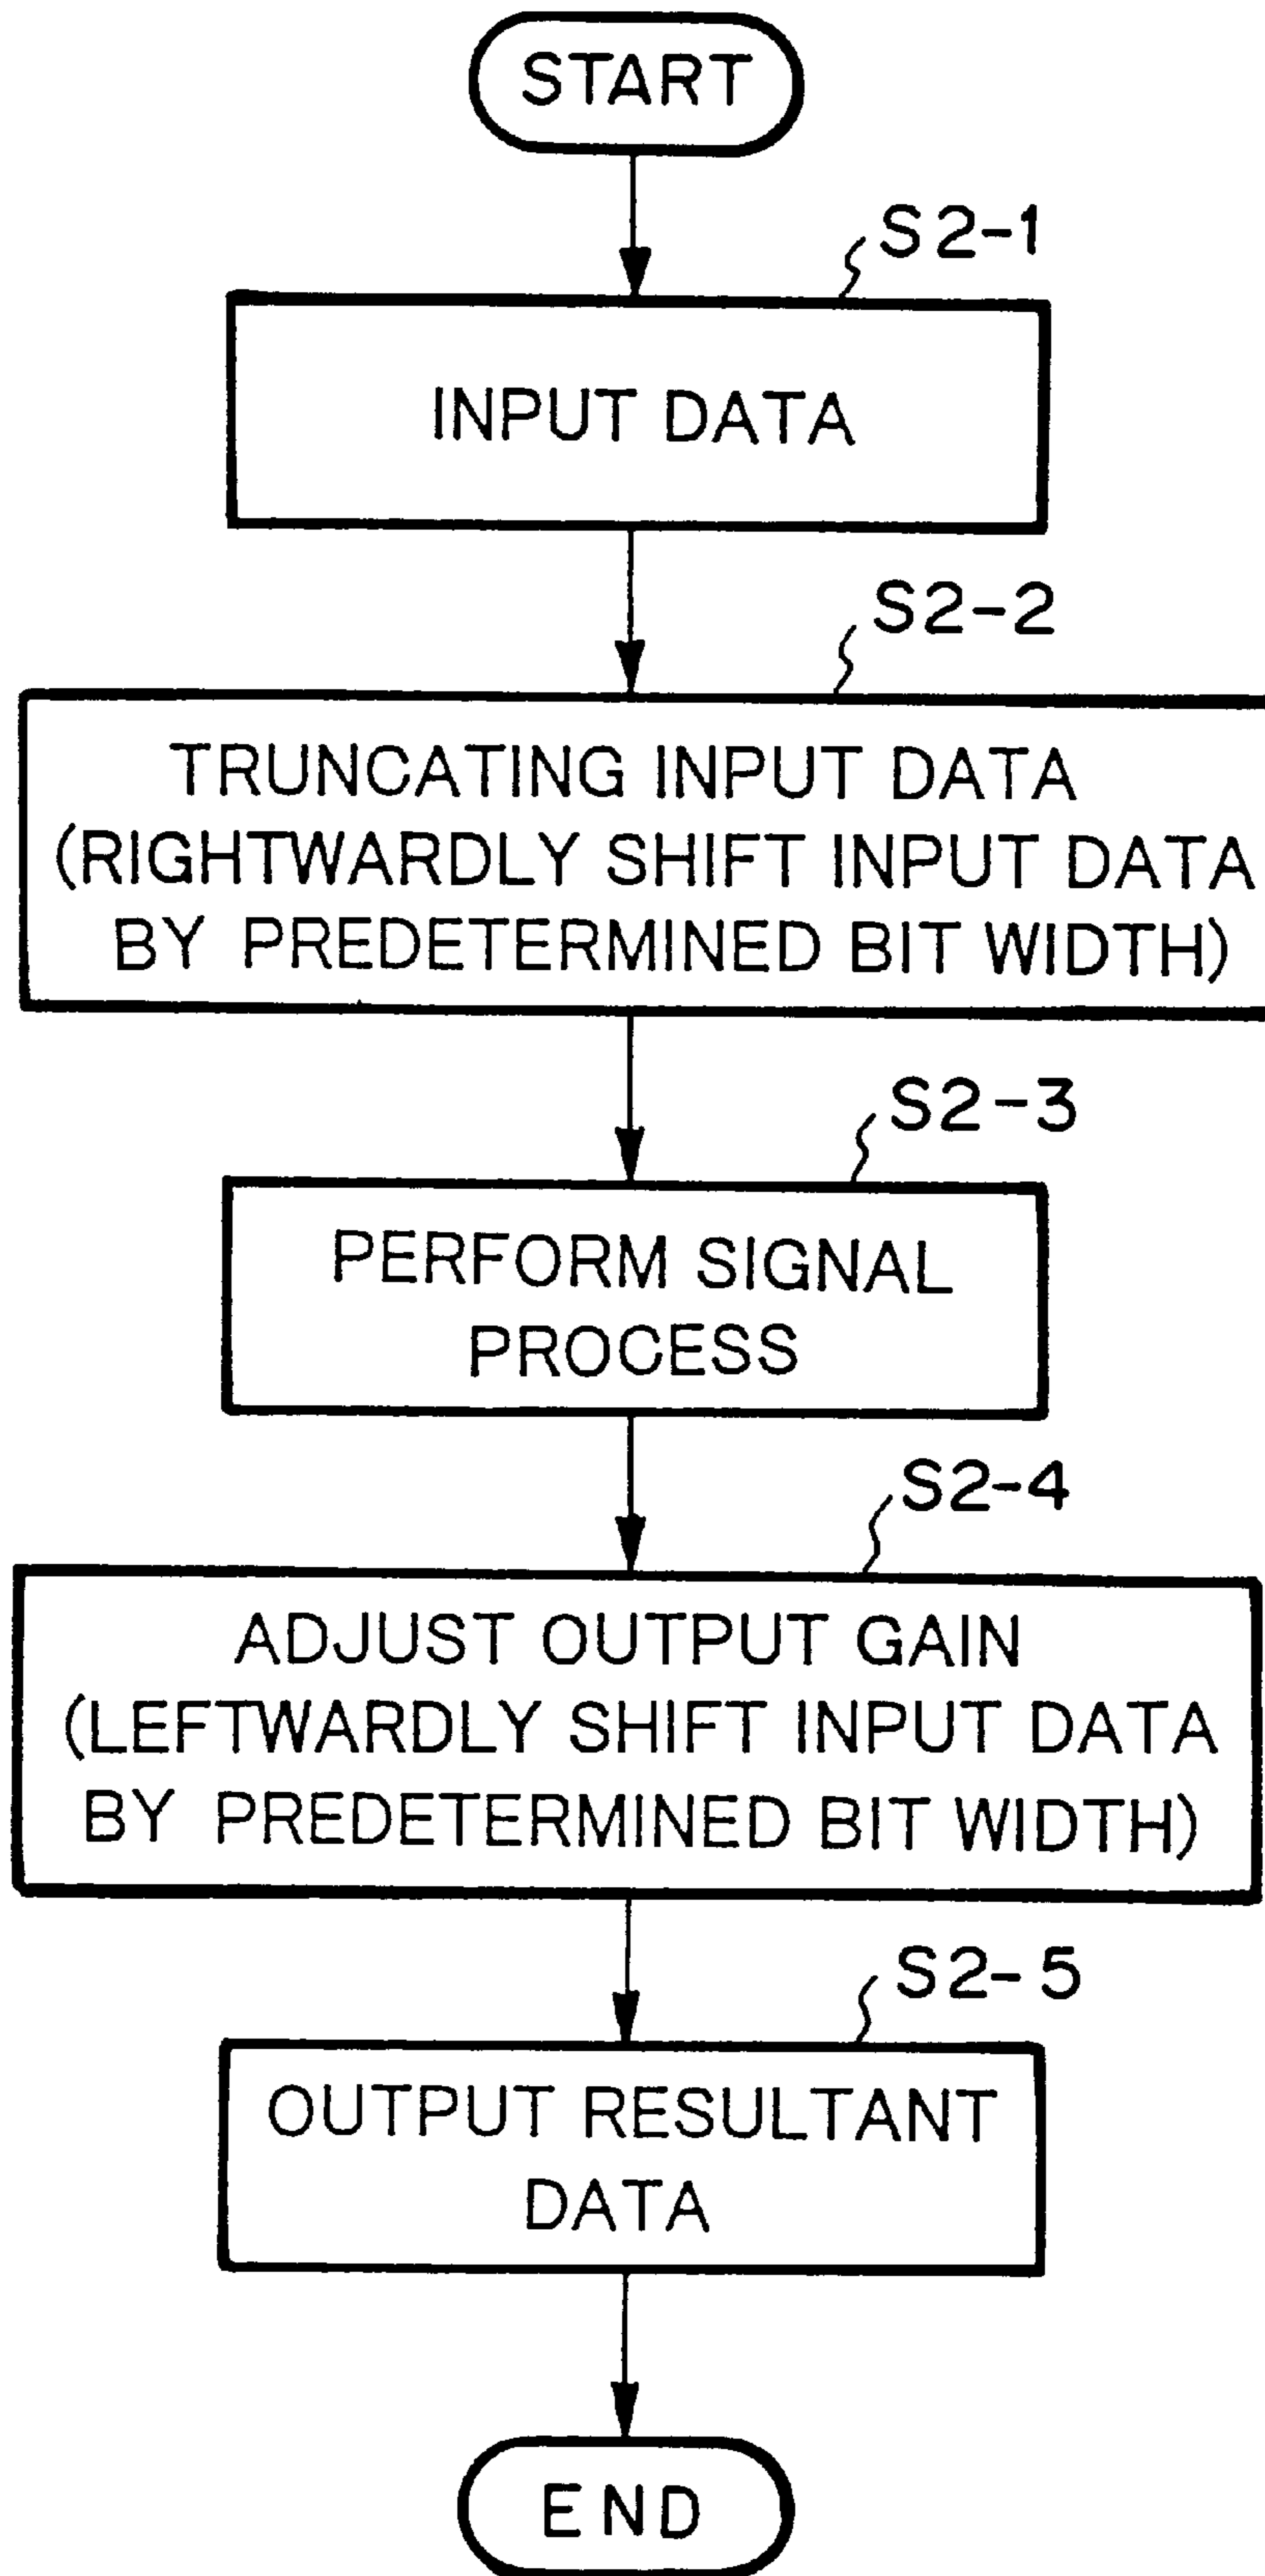 START
S2-1
INPUT DATA
S2-2
TRUNCATING INPUT DATA
(RIGHTWARDLY SHIFT INPUT DATA
BY PREDETERMINED BIT WIDTH)
S2-3
PERFORM SIGNAL
PROCESS
S2-4
ADJUST OUTPUT GAIN
(LEFTWARDLY SHIFT INPUT DATA
BY PREDETERMINED BIT WIDTH)
S2-5
OUTPUT RESULTANT
DATA
END